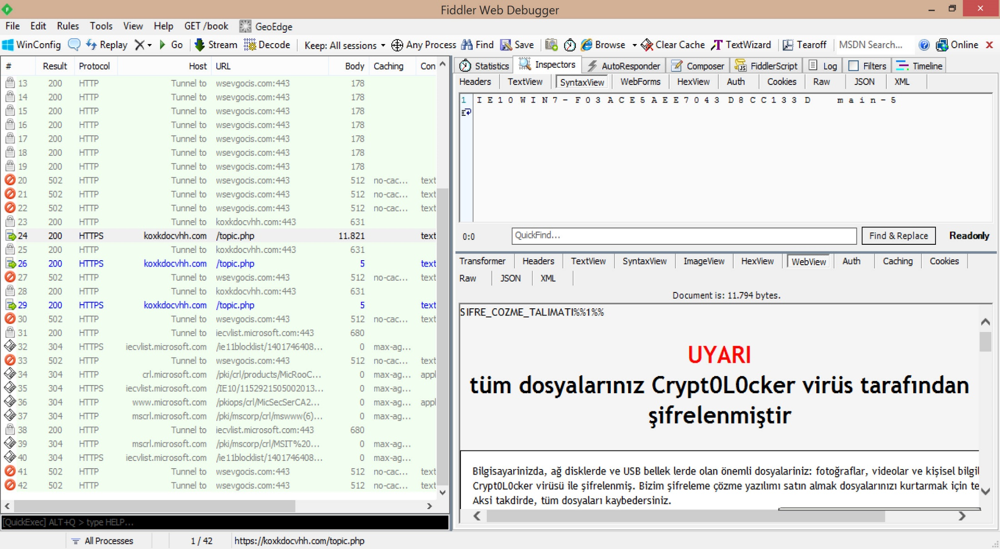 Fiddler Web Debugger
File Edit Rules Tools View Help GET /book GeoEdge
WinConfig Replay Go Stream Decode Keep: All sessions Any Process Find Save Browse Clear Cache TextWizard Tearoff MSDN Search... Online
# Result Protocol Host URL Body Caching Con
13 200 HTTP Tunnel to wsevgocis.com:443 178
14 200 HTTP Tunnel to wsevgocis.com:443 178
15 200 HTTP Tunnel to wsevgocis.com:443 178
16 200 HTTP Tunnel to wsevgocis.com:443 178
17 200 HTTP Tunnel to wsevgocis.com:443 178
18 200 HTTP Tunnel to wsevgocis.com:443 178
19 200 HTTP Tunnel to wsevgocis.com:443 178
20 502 HTTP Tunnel to wsevgocis.com:443 512 no-cac... text
21 502 HTTP Tunnel to wsevgocis.com:443 512 no-cac... text
22 502 HTTP Tunnel to wsevgocis.com:443 512 no-cac... text
23 200 HTTP Tunnel to koxkdocvhh.com:443 631
24 200 HTTPS koxkdocvhh.com /topic.php 11.821 text
25 200 HTTP Tunnel to koxkdocvhh.com:443 631
26 200 HTTPS koxkdocvhh.com /topic.php 5 text
27 502 HTTP Tunnel to wsevgocis.com:443 512 no-cac... text
28 200 HTTP Tunnel to koxkdocvhh.com:443 631
29 200 HTTPS koxkdocvhh.com /topic.php 5 text
30 502 HTTP Tunnel to wsevgocis.com:443 512 no-cac... text
31 200 HTTP Tunnel to iecvlist.microsoft.com:443 680
32 304 HTTPS iecvlist.microsoft.com /ie11blocklist/1401746408... 0 max-ag...
33 502 HTTP Tunnel to wsevgocis.com:443 512 no-cac... text
34 304 HTTP crl.microsoft.com /pki/crl/products/MicRooC... 0 max-ag... appl
35 304 HTTPS iecvlist.microsoft.com /IE10/1152921505002013... 0 max-ag...
36 304 HTTP www.microsoft.com /pkiops/crl/MicSecSerCA2... 0 max-ag... appl
37 304 HTTP mscrl.microsoft.com /pki/mscorp/crl/mswww(6)... 0 max-ag...
38 200 HTTP Tunnel to iecvlist.microsoft.com:443 680
39 304 HTTP mscrl.microsoft.com /pki/mscorp/crl/MSIT%20... 0 max-ag...
40 304 HTTPS iecvlist.microsoft.com /ie11blocklist/1401746408... 0 max-ag...
41 502 HTTP Tunnel to wsevgocis.com:443 512 no-cac... text
42 502 HTTP Tunnel to wsevgocis.com:443 512 no-cac... text
[QuickExec] ALT+Q > type HELP...
All Processes 1 / 42 https://koxkdocvhh.com/topic.php
Statistics Inspectors AutoResponder Composer FiddlerScript Log Filters Timeline
Headers TextView SyntaxView WebForms HexView Auth Cookies Raw JSON XML
1 I E 1 0 W I N 7 - F 0 3 A C E 5 A E E 7 0 4 3 D 8 C C 1 3 3 D m a i n - 5
0:0 QuickFind... Find & Replace Readonly
Transformer Headers TextView SyntaxView ImageView HexView WebView Auth Caching Cookies
Raw JSON XML
Document is: 11.794 bytes.
SIFRE_COZME_TALIMATI%%1%%
UYARI
tüm dosyalarınız Crypt0L0cker virüs tarafından
şifrelenmiştir
Bilgisayarinizda, ağ disklerde ve USB bellek lerde olan önemli dosyalariniz: fotoğraflar, videolar ve kişisel bilgil
Crypt0L0cker virüsü ile şifrelenmiş. Bizim şifreleme çözme yazılımı satın almak dosyalarınızı kurtarmak için te
Aksi takdirde, tüm dosyaları kaybedersiniz.